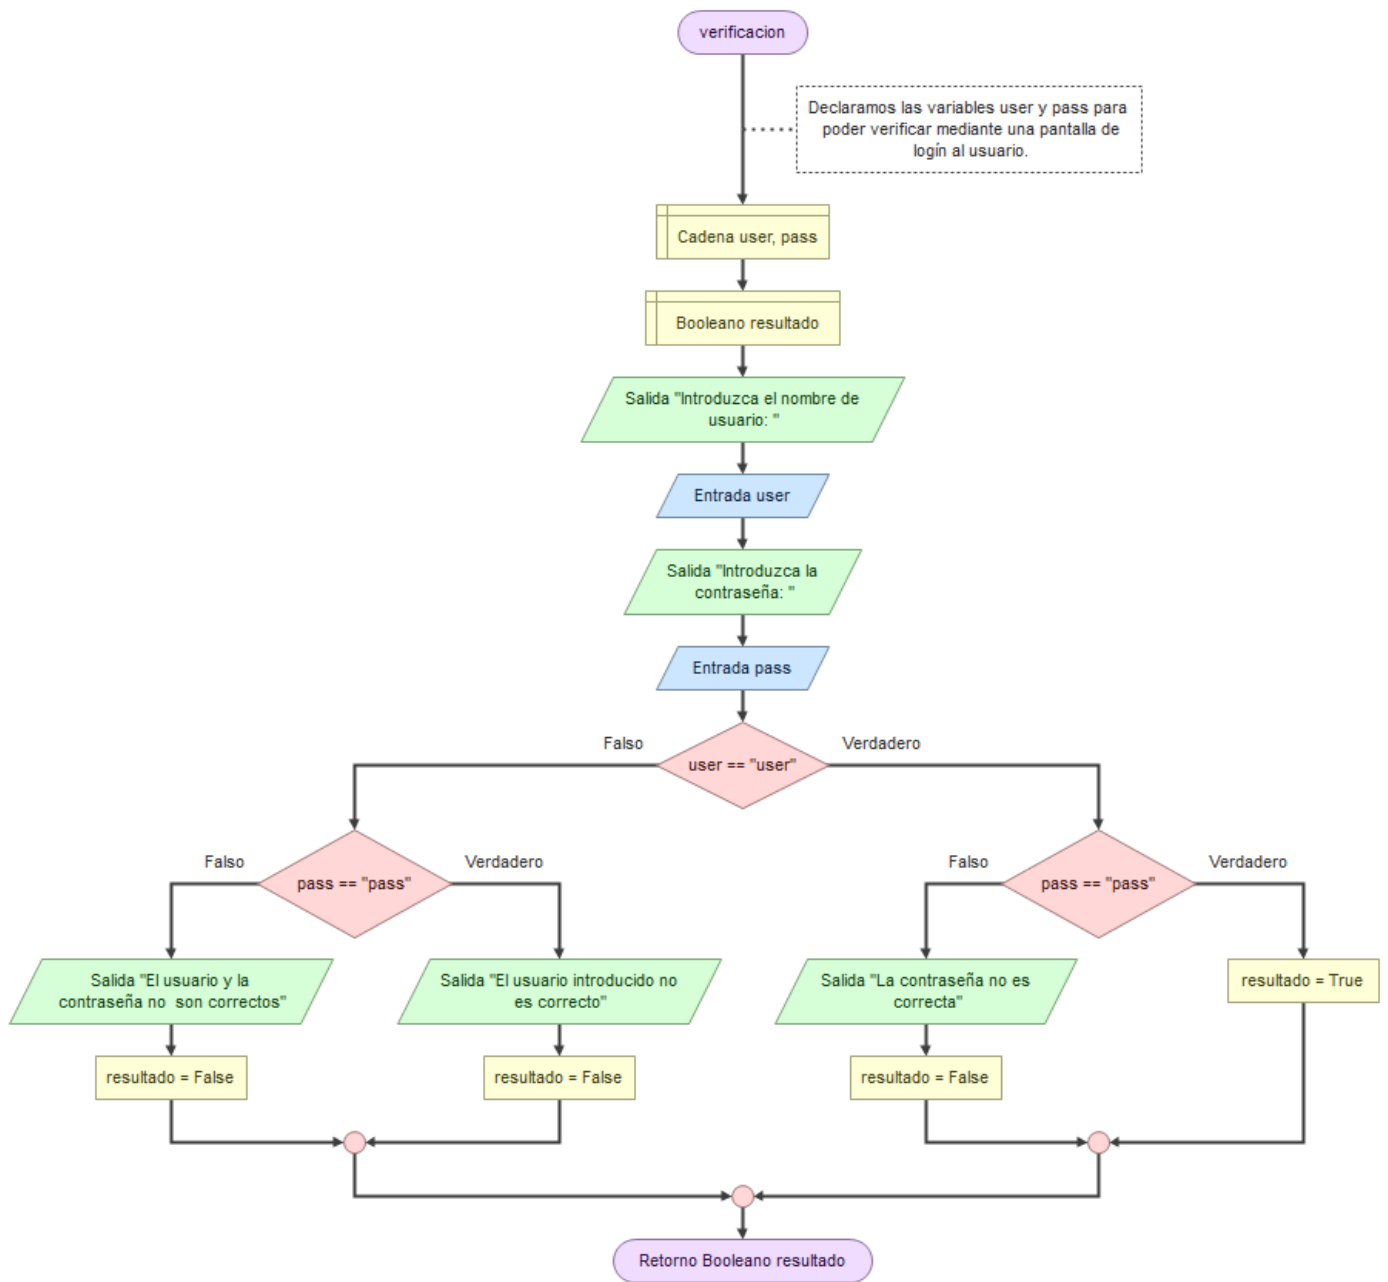 verificacion
Declaramos las variables user y pass para
poder verificar mediante una pantalla de
logín al usuario.
Cadena user, pass
Booleano resultado
Salida "Introduzca el nombre de
usuario: "
Entrada user
Salida "Introduzca la
contraseña: "
Entrada pass
Falso
Verdadero
user == "user"
Falso
Verdadero
pass == "pass"
Falso
Verdadero
pass == "pass"
Salida "El usuario y la
contraseña no  son correctos"
Salida "El usuario introducido no
es correcto"
Salida "La contraseña no es
correcta"
resultado = True
resultado = False
resultado = False
resultado = False
Retorno Booleano resultado